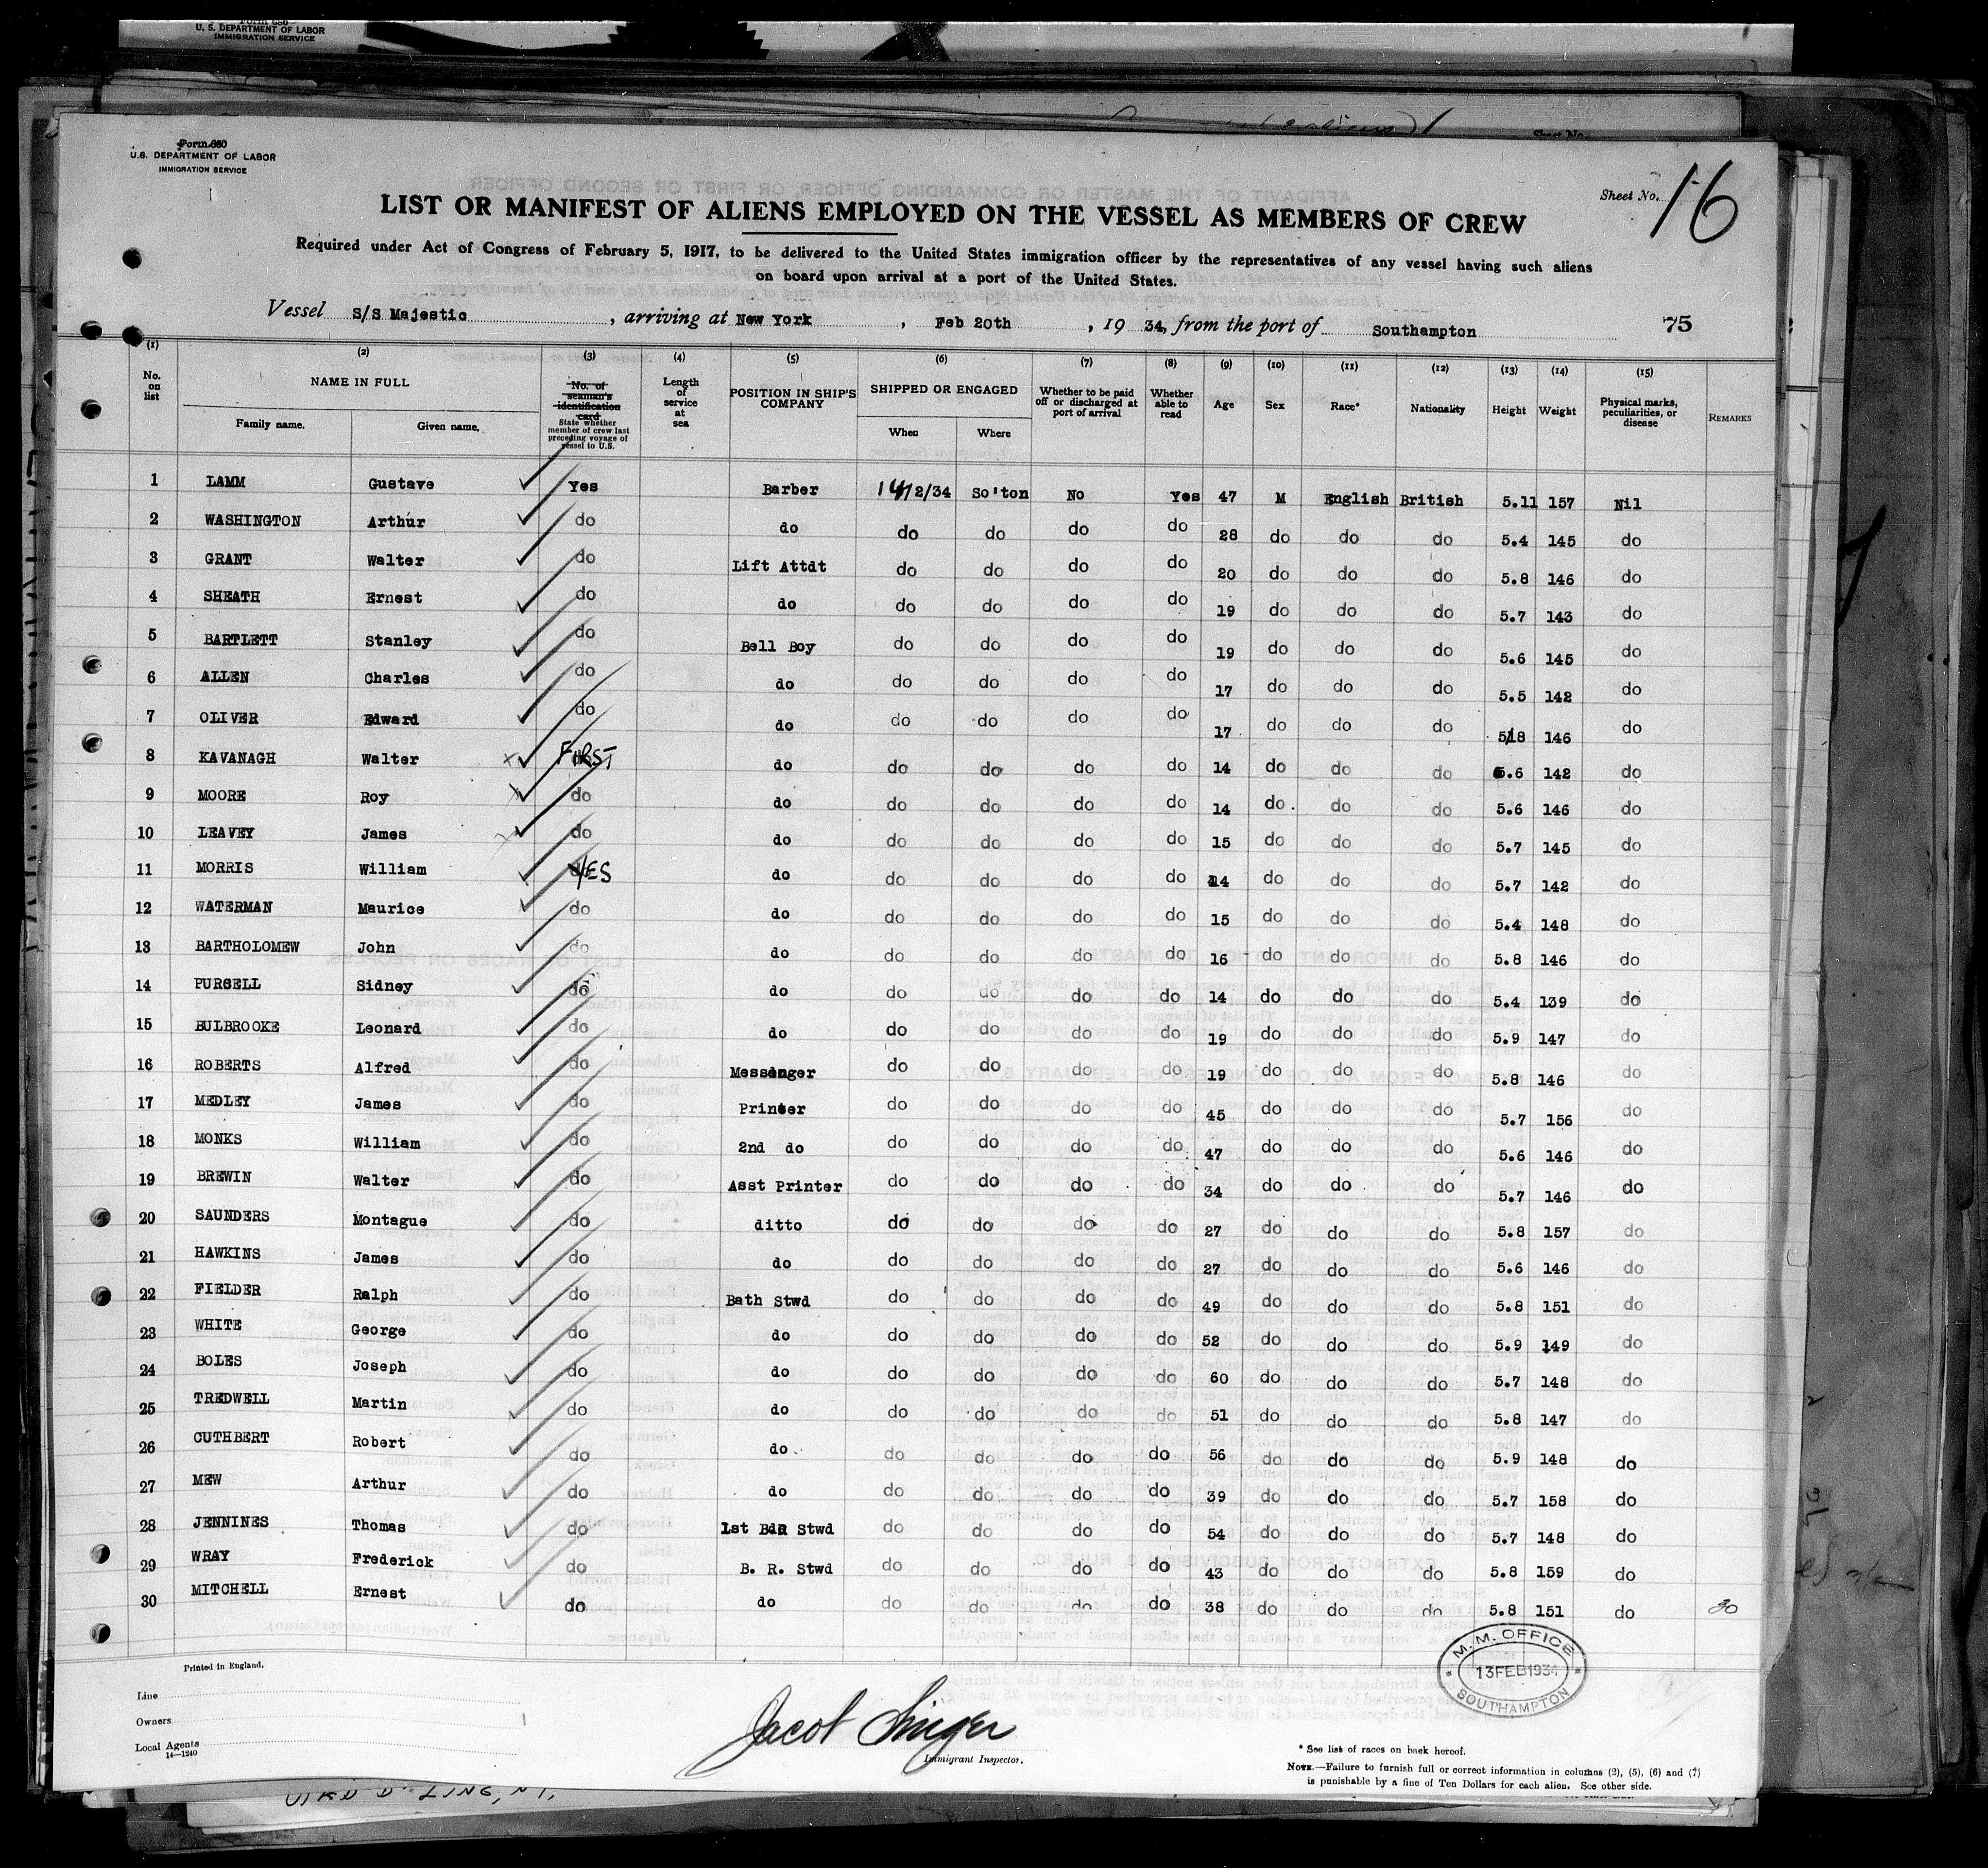 Form 680
U. S. DEPARTMENT OF LABOR
IMMIGRATION SERVICE
Form 680
U.S. DEPARTMENT OF LABOR
IMMIGRATION SERVICE
Sheet No. 16
LIST OR MANIFEST OF ALIENS EMPLOYED ON THE VESSEL AS MEMBERS OF CREW
Required under Act of Congress of February 5, 1917, to be delivered to the United States immigration officer by the representatives of any vessel having such aliens
on board upon arrival at a port of the United States.
Vessel S/S Majestic, arriving at New York, Feb 20th, 1934, from the port of Southampton 75
(1) (2) (3) (4) (5) (6) (7) (8) (9) (10) (11) (12) (13) (14) (15)
No. on list NAME IN FULL Family name. Given name. No. of seaman's identification card State whether member of crew last preceding voyage of vessel to U.S. Length of service at sea POSITION IN SHIP'S COMPANY SHIPPED OR ENGAGED When Where Whether to be paid off or discharged at port of arrival Whether able to read Age Sex Race* Nationality Height Weight Physical marks, peculiarities, or disease REMARKS
1 LAMM Gustave Yes Barber 14/2/34 So'ton No Yes 47 M English British 5.11 157 Nil
2 WASHINGTON Arthur do do do do do do 28 do do do 5.4 145 do
3 GRANT Walter do Lift Attdt do do do do 20 do do do 5.8 146 do
4 SHEATH Ernest do do do do do do 19 do do do 5.7 143 do
5 BARTLETT Stanley do Bell Boy do do do do 19 do do do 5.6 145 do
6 ALLEN Charles do do do do do do 17 do do do 5.5 142 do
7 OLIVER Edward do do do do do do 17 do do do 5.8 146 do
8 KAVANAGH Walter FIRST do do do do do 14 do do do 5.6 142 do
9 MOORE Roy do do do do do do 14 do do do 5.6 146 do
10 LEAVEY James do do do do do do 15 do do do 5.7 145 do
11 MORRIS William YES do do do do do 14 do do do 5.7 142 do
12 WATERMAN Maurice do do do do do do 15 do do do 5.4 148 do
13 BARTHOLOMEW John do do do do do do 16 do do do 5.8 146 do
14 PURSELL Sidney do do do do do do 14 do do do 5.4 139 do
15 BULBROOKE Leonard do do do do do do 19 do do do 5.9 147 do
16 ROBERTS Alfred do Messenger do do do do 19 do do do 5.8 146 do
17 MEDLEY James do Printer do do do do 45 do do do 5.7 156 do
18 MONKS William do 2nd do do do do do 47 do do do 5.6 146 do
19 BREWIN Walter do Asst Printer do do do do 34 do do do 5.7 146 do
20 SAUNDERS Montague do ditto do do do do 27 do do do 5.8 157 do
21 HAWKINS James do do do do do do 27 do do do 5.6 146 do
22 FIELDER Ralph do Bath Stwd do do do do 49 do do do 5.8 151 do
23 WHITE George do do do do do do 52 do do do 5.9 149 do
24 BOLES Joseph do do do do do do 60 do do do 5.7 148 do
25 TREDWELL Martin do do do do do do 51 do do do 5.8 147 do
26 CUTHBERT Robert do do do do do do 56 do do do 5.9 148 do
27 MEW Arthur do do do do do do 39 do do do 5.7 158 do
28 JENNINES Thomas do 1st BdR Stwd do do do do 54 do do do 5.7 148 do
29 WRAY Frederick do B. R. Stwd do do do do 43 do do do 5.8 159 do
30 MITCHELL Ernest do do do do do do 38 do do do 5.8 151 do 30
M. M. OFFICE
13 FEB 1934
SOUTHAMPTON
Printed in England.
Line
Owners
Local Agents
14—1240
Jacob Singer
Immigrant Inspector.
* See list of races on back hereof.
NOTE.—Failure to furnish full or correct information in columns (2), (5), (6) and (7)
is punishable by a fine of Ten Dollars for each alien. See other side.